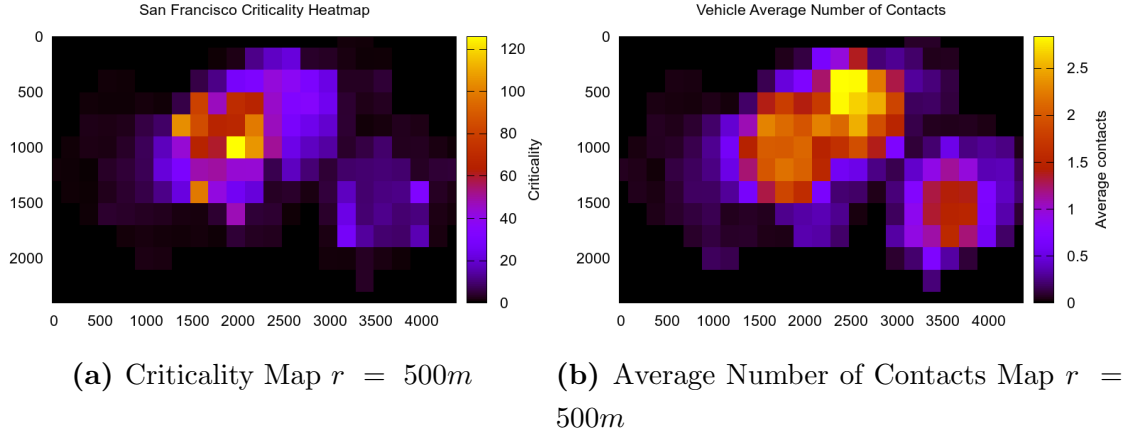 San Francisco Criticality Heatmap
0
500
1000
1500
2000
0 500 1000 1500 2000 2500 3000 3500 4000
120
100
80
60
40
20
0
Criticality
Vehicle Average Number of Contacts
0
500
1000
1500
2000
0 500 1000 1500 2000 2500 3000 3500 4000
2.5
2
1.5
1
0.5
0
Average contacts
(a) Criticality Map r = 500m
(b) Average Number of Contacts Map r =
500m